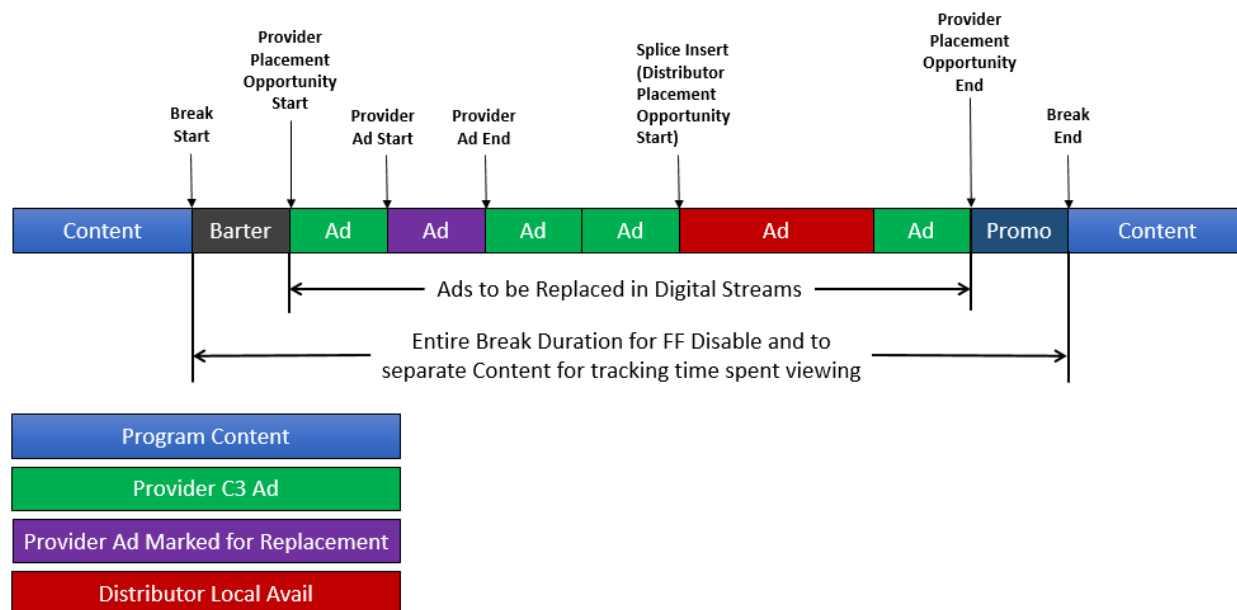 Provider
Placement
Opportunity
Start
Break
Start
Provider
Ad Start
Provider
Ad End
Splice Insert
(Distributor
Placement
Opportunity
Start)
Provider
Placement
Opportunity
End
Break
End
Content
Barter
Ad
Ad
Ad
Ad
Ad
Ad
Promo
Content
Ads to be Replaced in Digital Streams
Entire Break Duration for FF Disable and to
separate Content for tracking time spent viewing
Program Content
Provider C3 Ad
Provider Ad Marked for Replacement
Distributor Local Avail